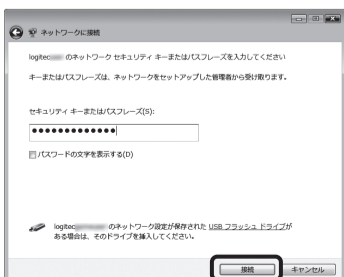 ネットワークに接続
logitec のネットワーク セキュリティ キーまたはパスフレーズを入力してください
キーまたはパスフレーズは、ネットワークをセットアップした管理者から受け取ります。
セキュリティ キーまたはパスフレーズ(S):
●●●●●●●●●●●●●
パスワードの文字を表示する(D)
logitec のネットワーク設定が保存された USB フラッシュ ドライブが
ある場合は、そのドライブを挿入してください。
接続
キャンセル